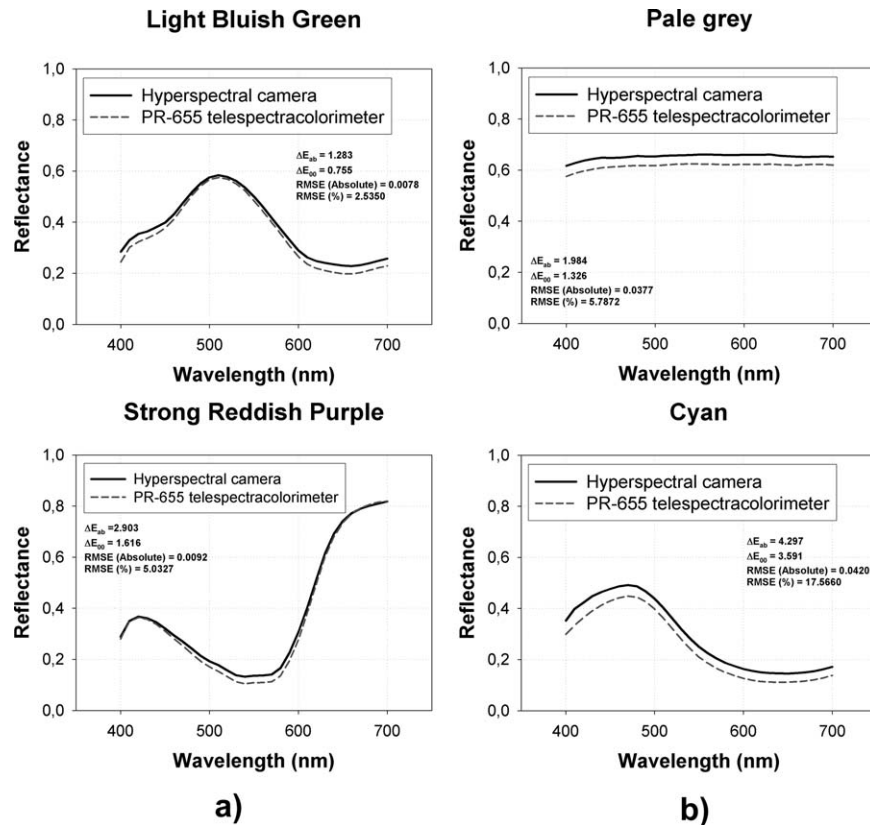 Light Bluish Green
1,0
Hyperspectral camera
PR-655 telespectracolorimeter
0,8
ΔEab = 1.283
ΔE00 = 0.755
RMSE (Absolute) = 0.0078
RMSE (%) = 2.5350
0,6
Reflectance
0,4
0,2
0,0
400 500 600 700
Wavelength (nm)
Pale grey
1,0
Hyperspectral camera
PR-655 telespectracolorimeter
0,8
0,6
Reflectance
0,4
ΔEab = 1.984
ΔE00 = 1.326
RMSE (Absolute) = 0.0377
RMSE (%) = 5.7872
0,2
0,0
400 500 600 700
Wavelength (nm)
Strong Reddish Purple
1,0
Hyperspectral camera
PR-655 telespectracolorimeter
0,8
ΔEab =2.903
ΔE00 = 1.616
RMSE (Absolute) = 0.0092
RMSE (%) = 5.0327
0,6
Reflectance
0,4
0,2
0,0
400 500 600 700
Wavelength (nm)
a)
Cyan
1,0
Hyperspectral camera
PR-655 telespectracolorimeter
0,8
ΔEab = 4.297
ΔE00 = 3.591
RMSE (Absolute) = 0.0420
RMSE (%) = 17.5660
0,6
Reflectance
0,4
0,2
0,0
400 500 600 700
Wavelength (nm)
b)